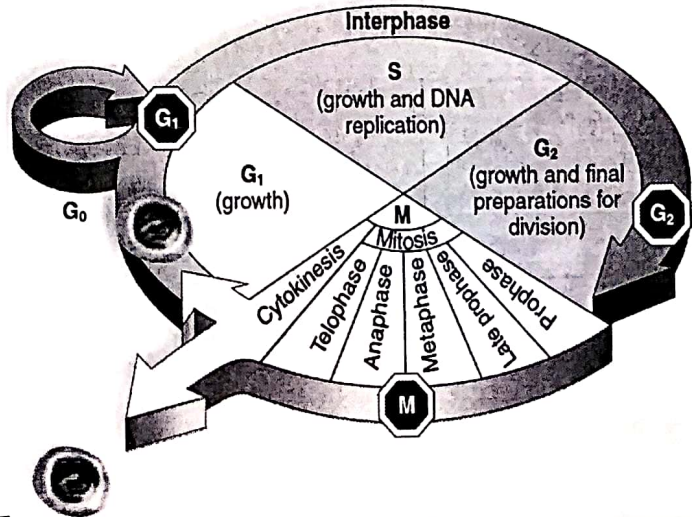 Interphase
S
(growth and DNA
replication)
G₁
G₁
(growth)
G₂
(growth and final
preparations for
division)
G₂
G₀
M
Mitosis
Cytokinesis
Telophase
Anaphase
Metaphase
Late prophase
Prophase
M